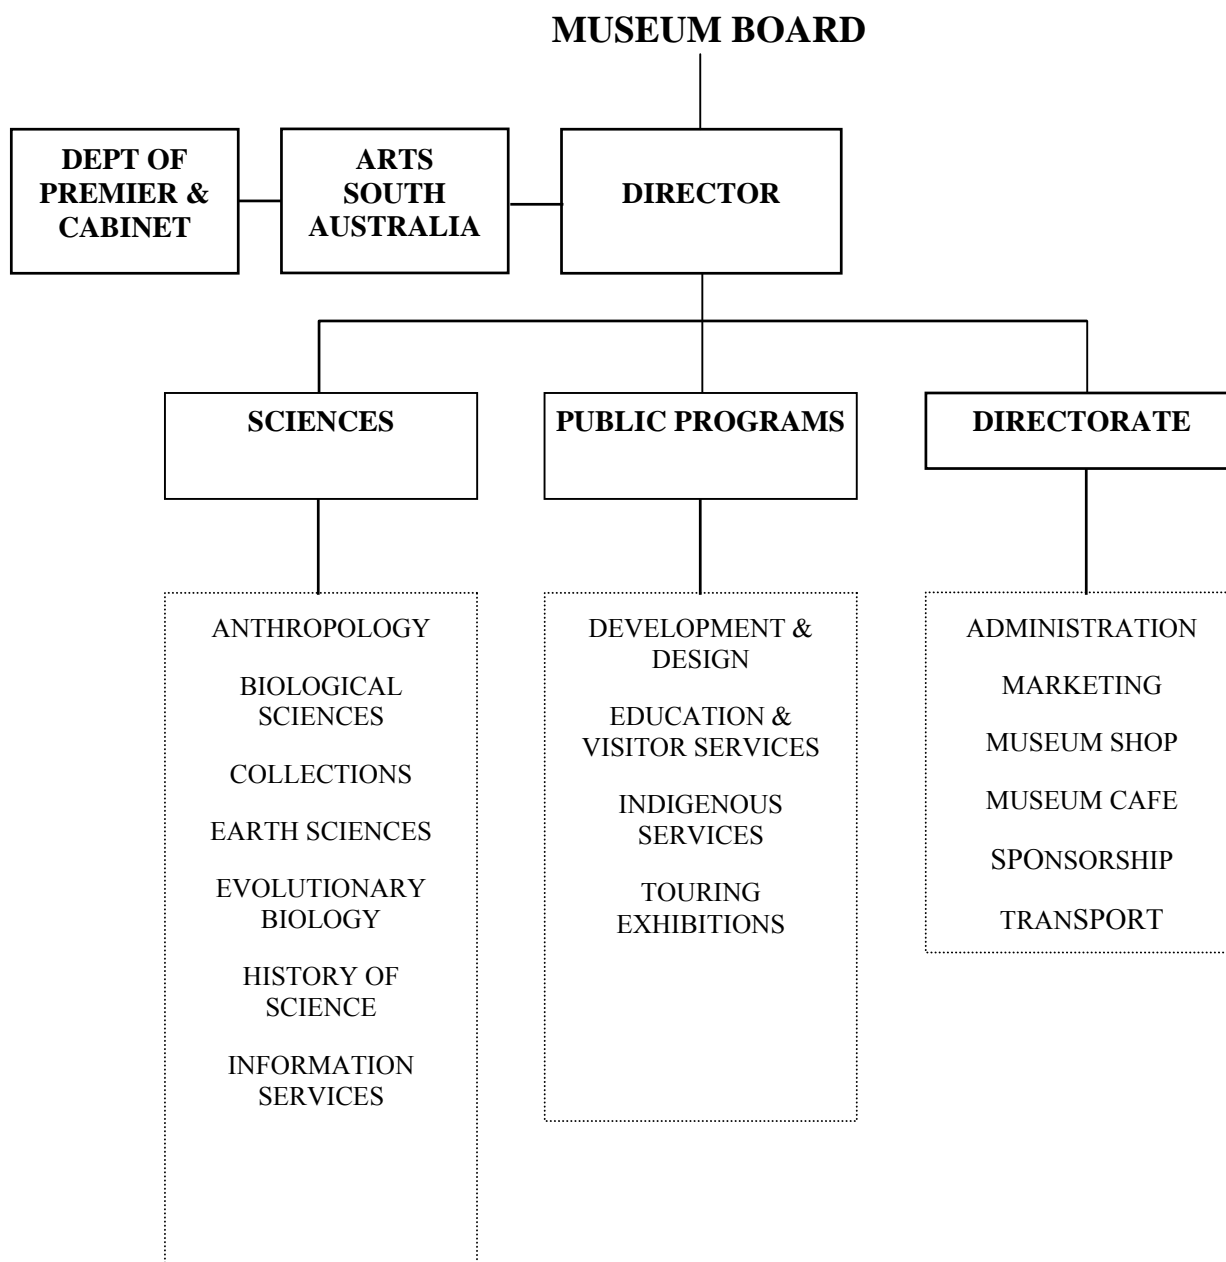 MUSEUM BOARD
DEPT OF
PREMIER &
CABINET
ARTS
SOUTH
AUSTRALIA
DIRECTOR
SCIENCES
PUBLIC PROGRAMS
DIRECTORATE
ANTHROPOLOGY
BIOLOGICAL
SCIENCES
COLLECTIONS
EARTH SCIENCES
EVOLUTIONARY
BIOLOGY
HISTORY OF
SCIENCE
INFORMATION
SERVICES
DEVELOPMENT &
DESIGN
EDUCATION &
VISITOR SERVICES
INDIGENOUS
SERVICES
TOURING
EXHIBITIONS
ADMINISTRATION
MARKETING
MUSEUM SHOP
MUSEUM CAFE
SPONSORSHIP
TRANSPORT